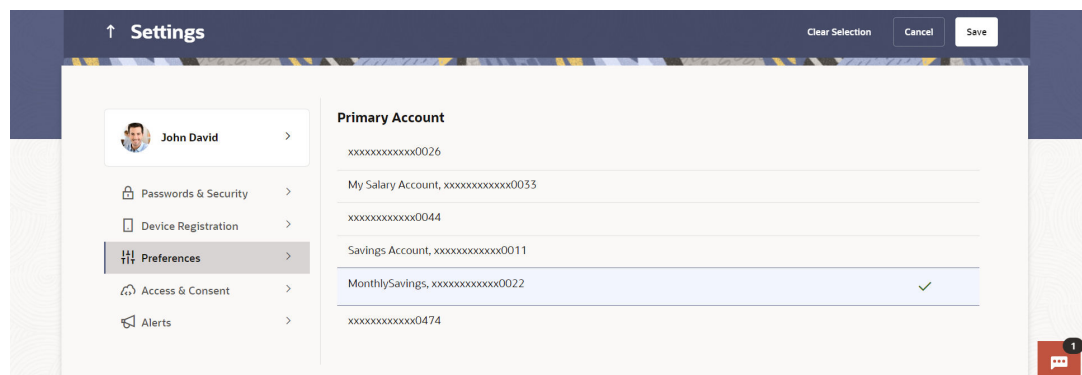 ↑ Settings
Clear Selection
Cancel
Save
John David
Passwords & Security
Device Registration
Preferences
Access & Consent
Alerts
Primary Account
xxxxxxxxxxxx0026
My Salary Account, xxxxxxxxxxxx0033
xxxxxxxxxxxx0044
Savings Account, xxxxxxxxxxxx0011
MonthlySavings, xxxxxxxxxxxx0022
xxxxxxxxxxxx0474
1